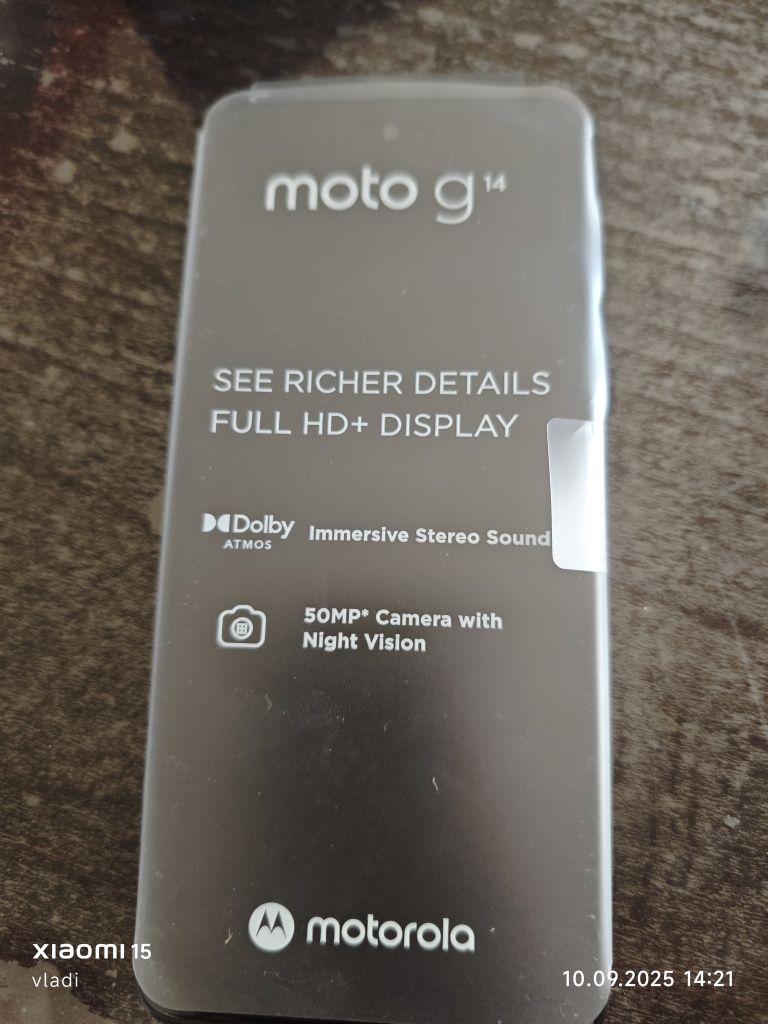 moto g 14
SEE RICHER DETAILS
FULL HD+ DISPLAY
Dolby
ATMOS
Immersive Stereo Sound
50MP* Camera with
Night Vision
motorola
xiaomi 15
vladi
10.09.2025 14:21